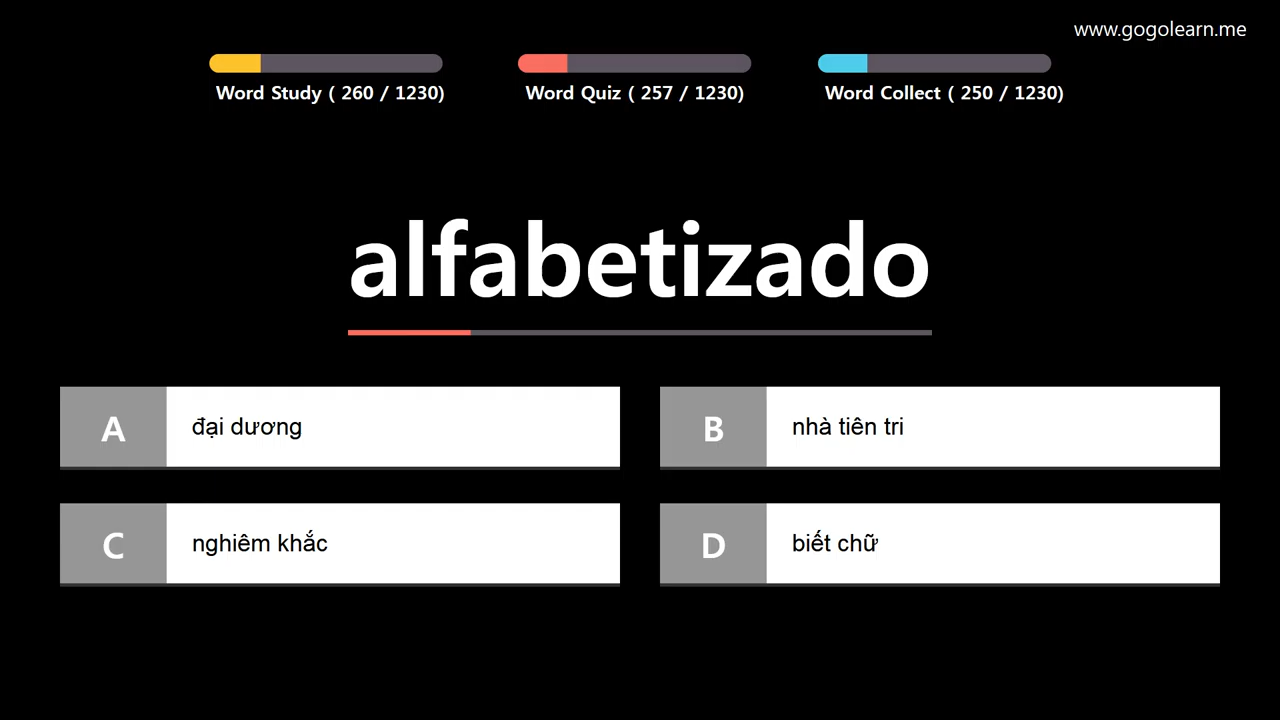 www.gogolearn.me
Word Study ( 260 / 1230)
Word Quiz ( 257 / 1230)
Word Collect ( 250 / 1230)
alfabetizado
A
đại dương
B
nhà tiên tri
C
nghiêm khắc
D
biết chữ